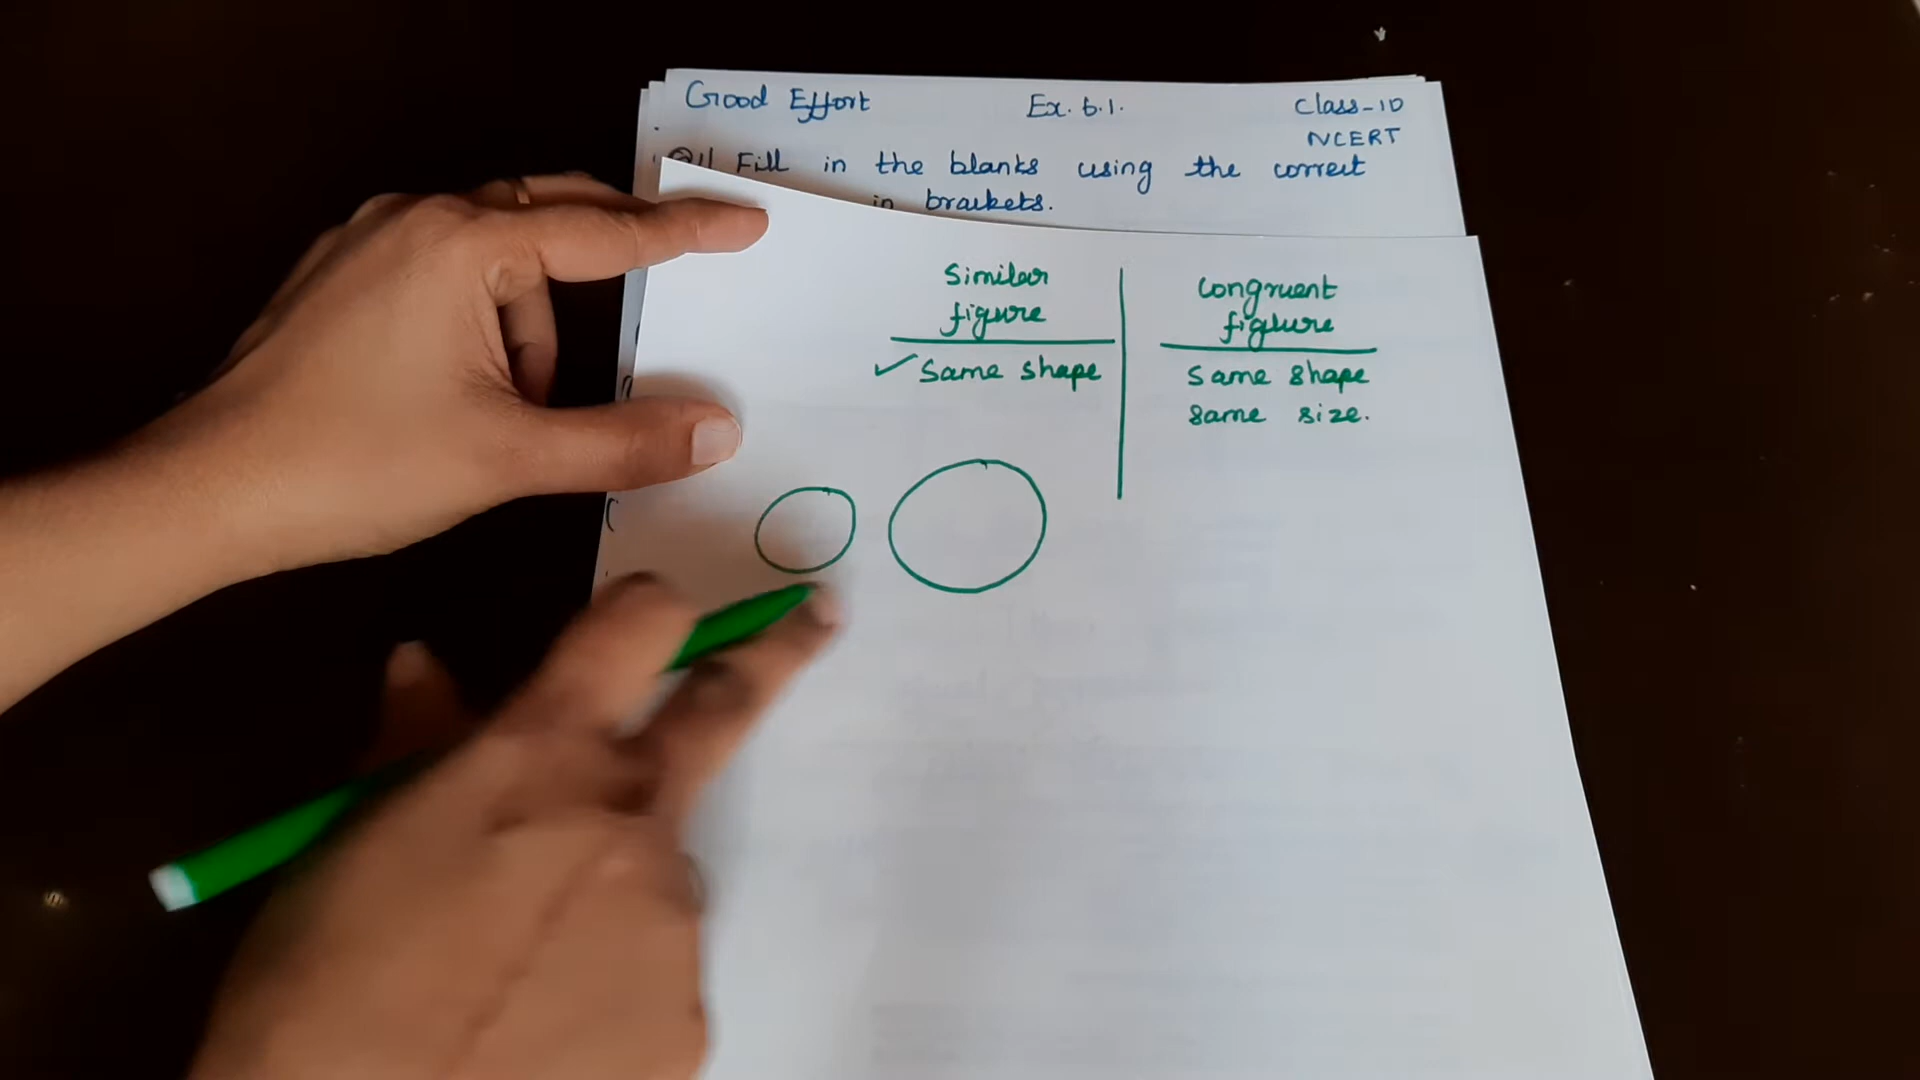 Good Effort Ex. 6.1. Class-10
NCERT
Q1| Fill in the blanks using the correct
in brackets.
Similar
figure
✓ Same shape
Congruent
figure
Same shape
same size.